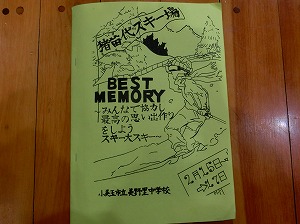 猪苗代スキー場
BEST
MEMORY
みんなで協力し
最高の思い出作り
をしよう
スキー大スキー
2月16日
〜17日
小美玉市立美野里中学校